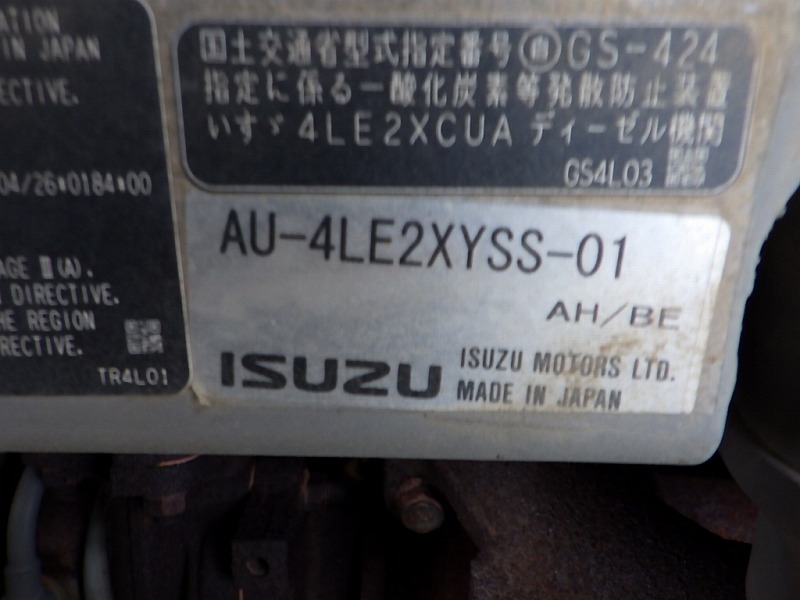 ATION
IN JAPAN
ECTIVE.
04/26*0184*00
AGE Ⅲ(A).
DIRECTIVE.
HE REGION
RECTIVE.
TR4L01
国土交通省型式指定番号 自 GS-424
指定に係る一酸化炭素等発散防止装置
いすゞ 4LE2XCUA ディーゼル機関
GS4L03
AU-4LE2XYSS-01
AH/BE
ISUZU
ISUZU MOTORS LTD.
MADE IN JAPAN